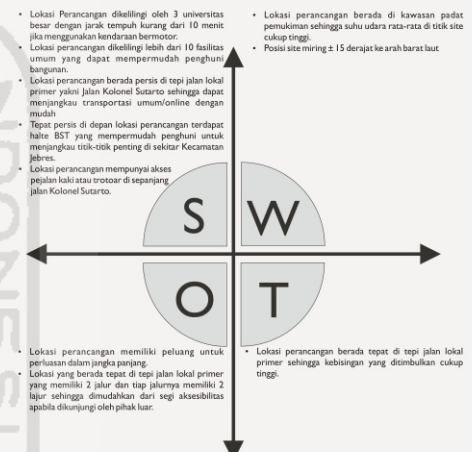 • Lokasi Perancangan dikelilingi oleh 3 universitas
besar dengan jarak tempuh kurang dari 10 menit
jika menggunakan kendaraan bermotor.
• Lokasi perancangan dikelilingi lebih dari 10 fasilitas
umum yang dapat mempermudah penghuni
bangunan.
• Lokasi perancangan berada persis di tepi jalan lokal
primer yakni Jalan Kolonel Sutarto sehingga dapat
menjangkau transportasi umum/online dengan
mudah
• Tepat persis di depan lokasi perancangan terdapat
halte BST yang mempermudah penghuni untuk
menjangkau titik-titik penting di sekitar Kecamatan
Jebres.
• Lokasi perancangan mempunyai akses
pejalan kaki atau trotoar di sepanjang
jalan Kolonel Sutarto.
• Lokasi perancangan berada di kawasan padat
pemukiman sehingga suhu udara rata-rata di titik site
cukup tinggi.
• Posisi site miring ± 15 derajat ke arah barat laut
S W
O T
• Lokasi perancangan memiliki peluang untuk
perluasan dalam jangka panjang.
• Lokasi yang berada tepat di tepi jalan lokal primer
yang memiliki 2 jalur dan tiap jalurnya memiliki 2
lajur sehingga dimudahkan dari segi aksesibilitas
apabila dikunjungi oleh pihak luar.
• Lokasi perancangan berada tepat di tepi jalan lokal
primer sehingga kebisingan yang ditimbulkan cukup
tinggi.